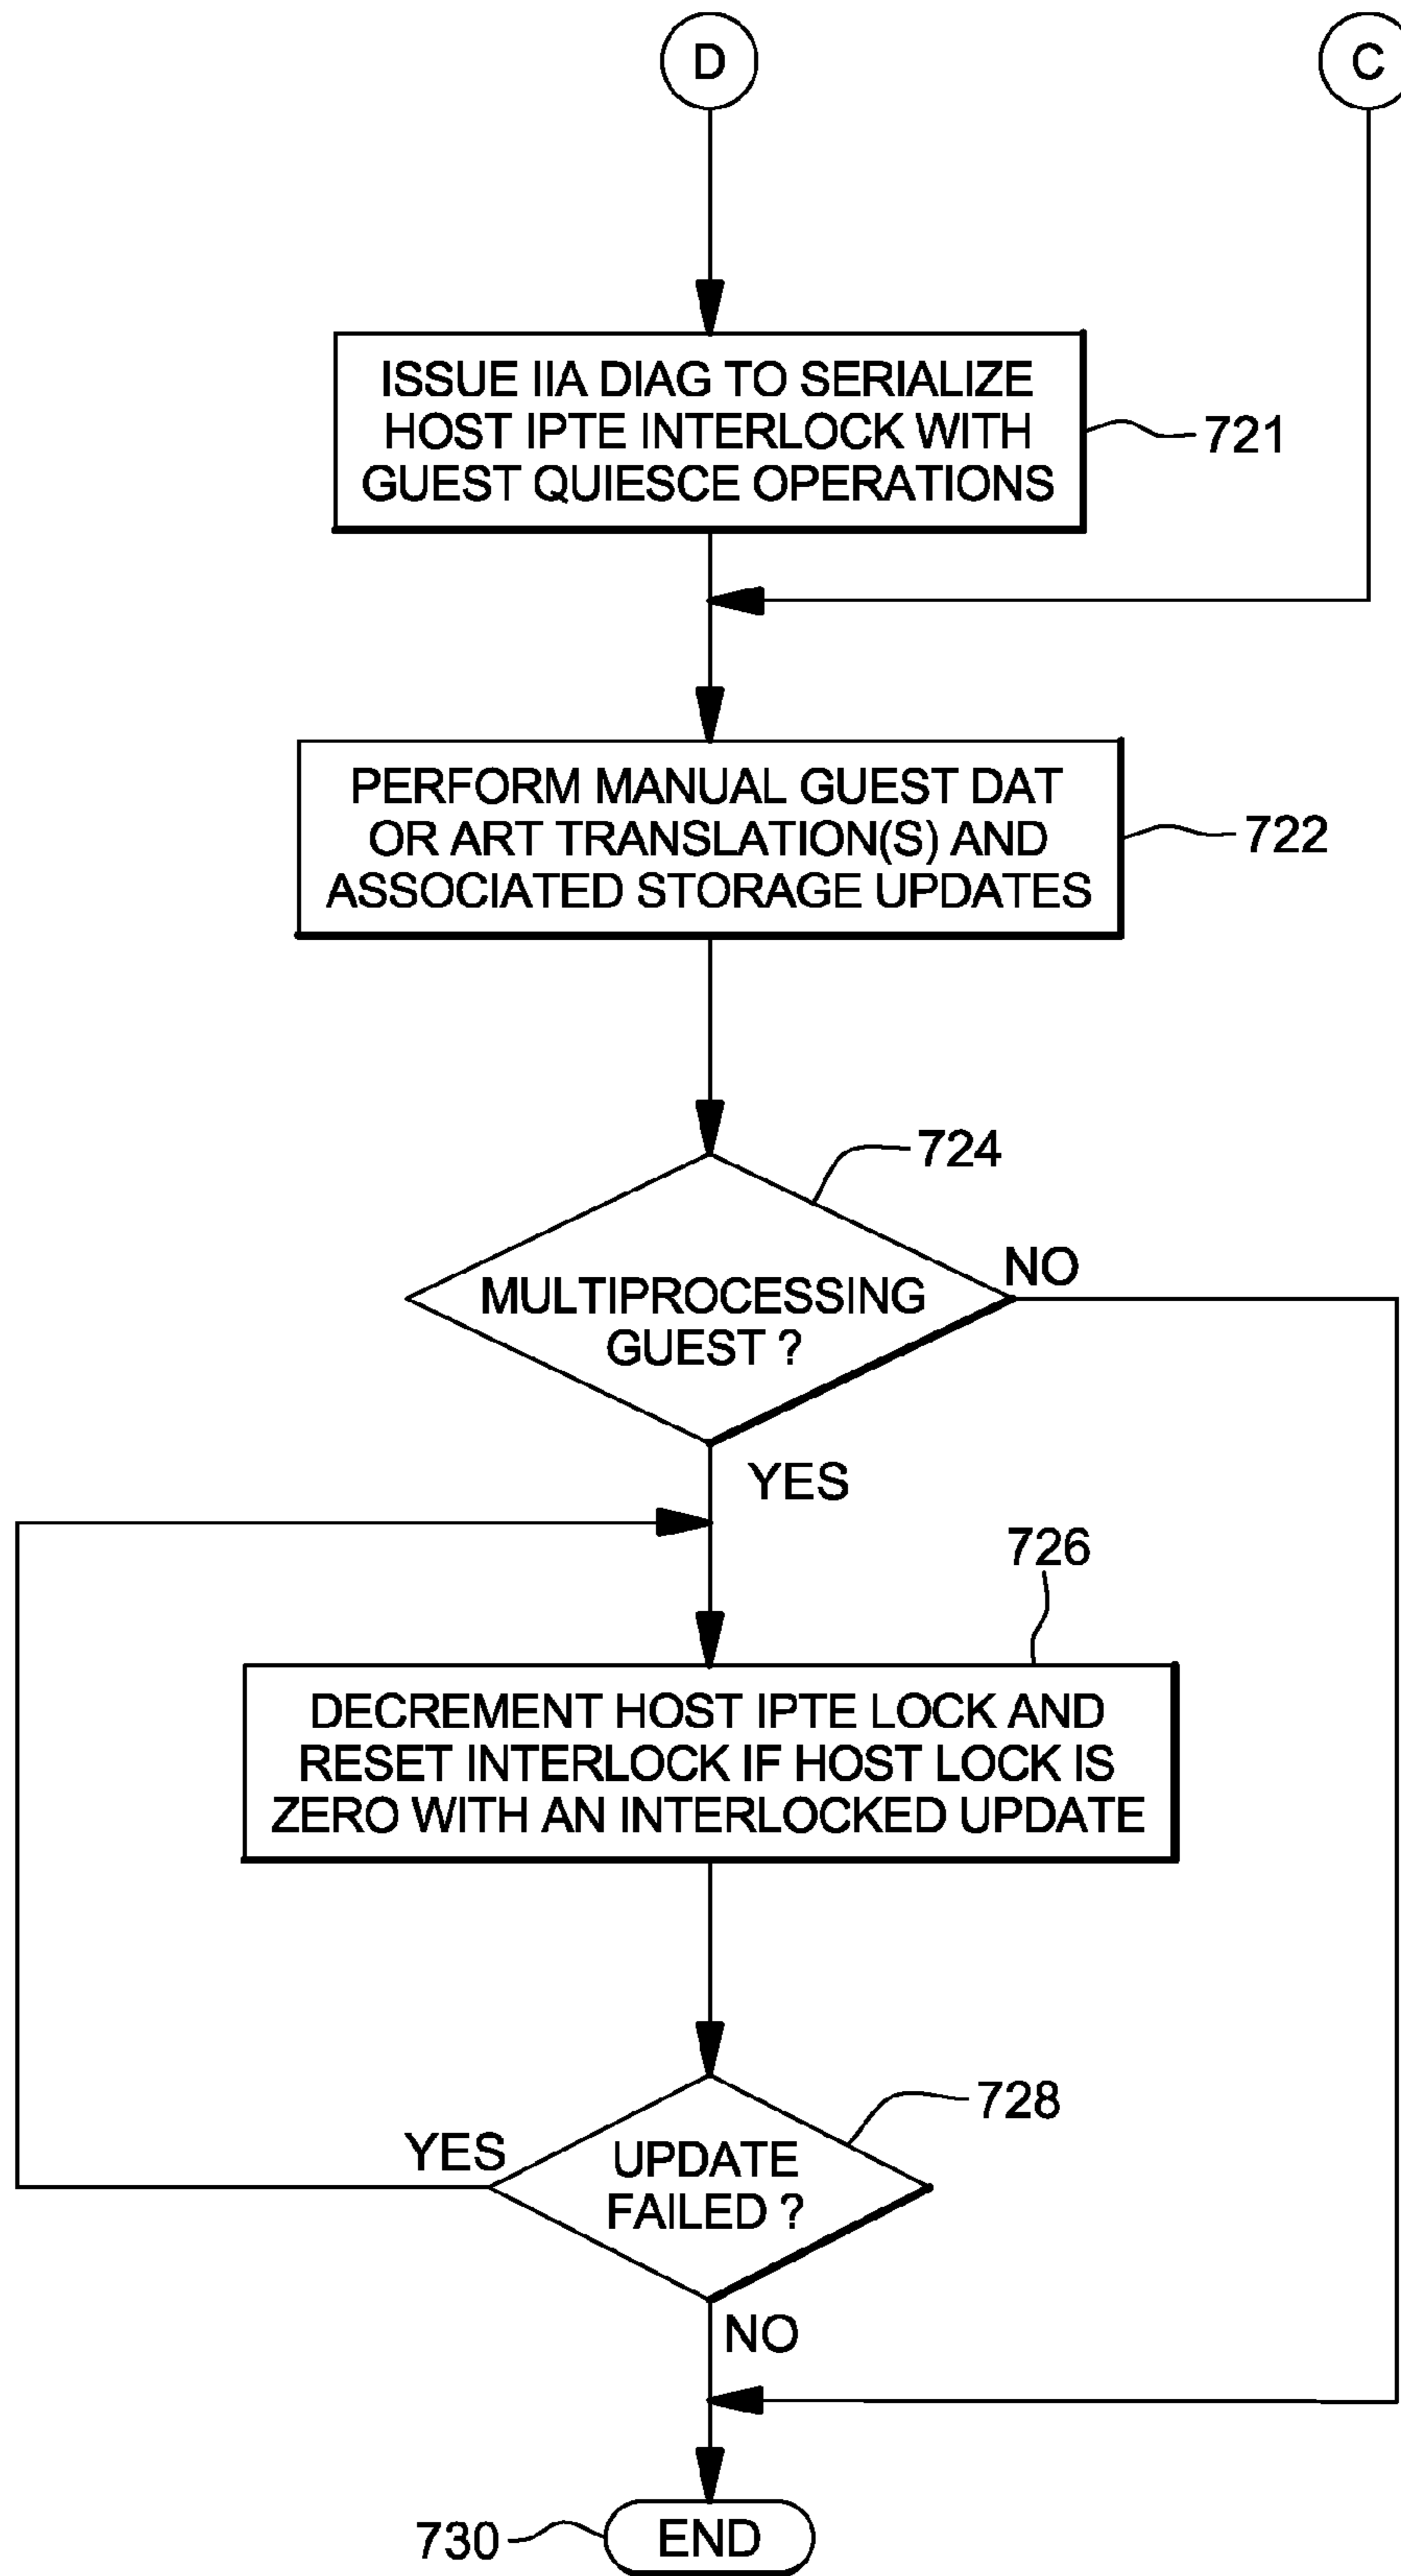 D
C
ISSUE IIA DIAG TO SERIALIZE
HOST IPTE INTERLOCK WITH
GUEST QUIESCE OPERATIONS
721
PERFORM MANUAL GUEST DAT
OR ART TRANSLATION(S) AND
ASSOCIATED STORAGE UPDATES
722
724
MULTIPROCESSING
GUEST ?
NO
YES
726
DECREMENT HOST IPTE LOCK AND
RESET INTERLOCK IF HOST LOCK IS
ZERO WITH AN INTERLOCKED UPDATE
728
YES
UPDATE
FAILED ?
NO
730
END